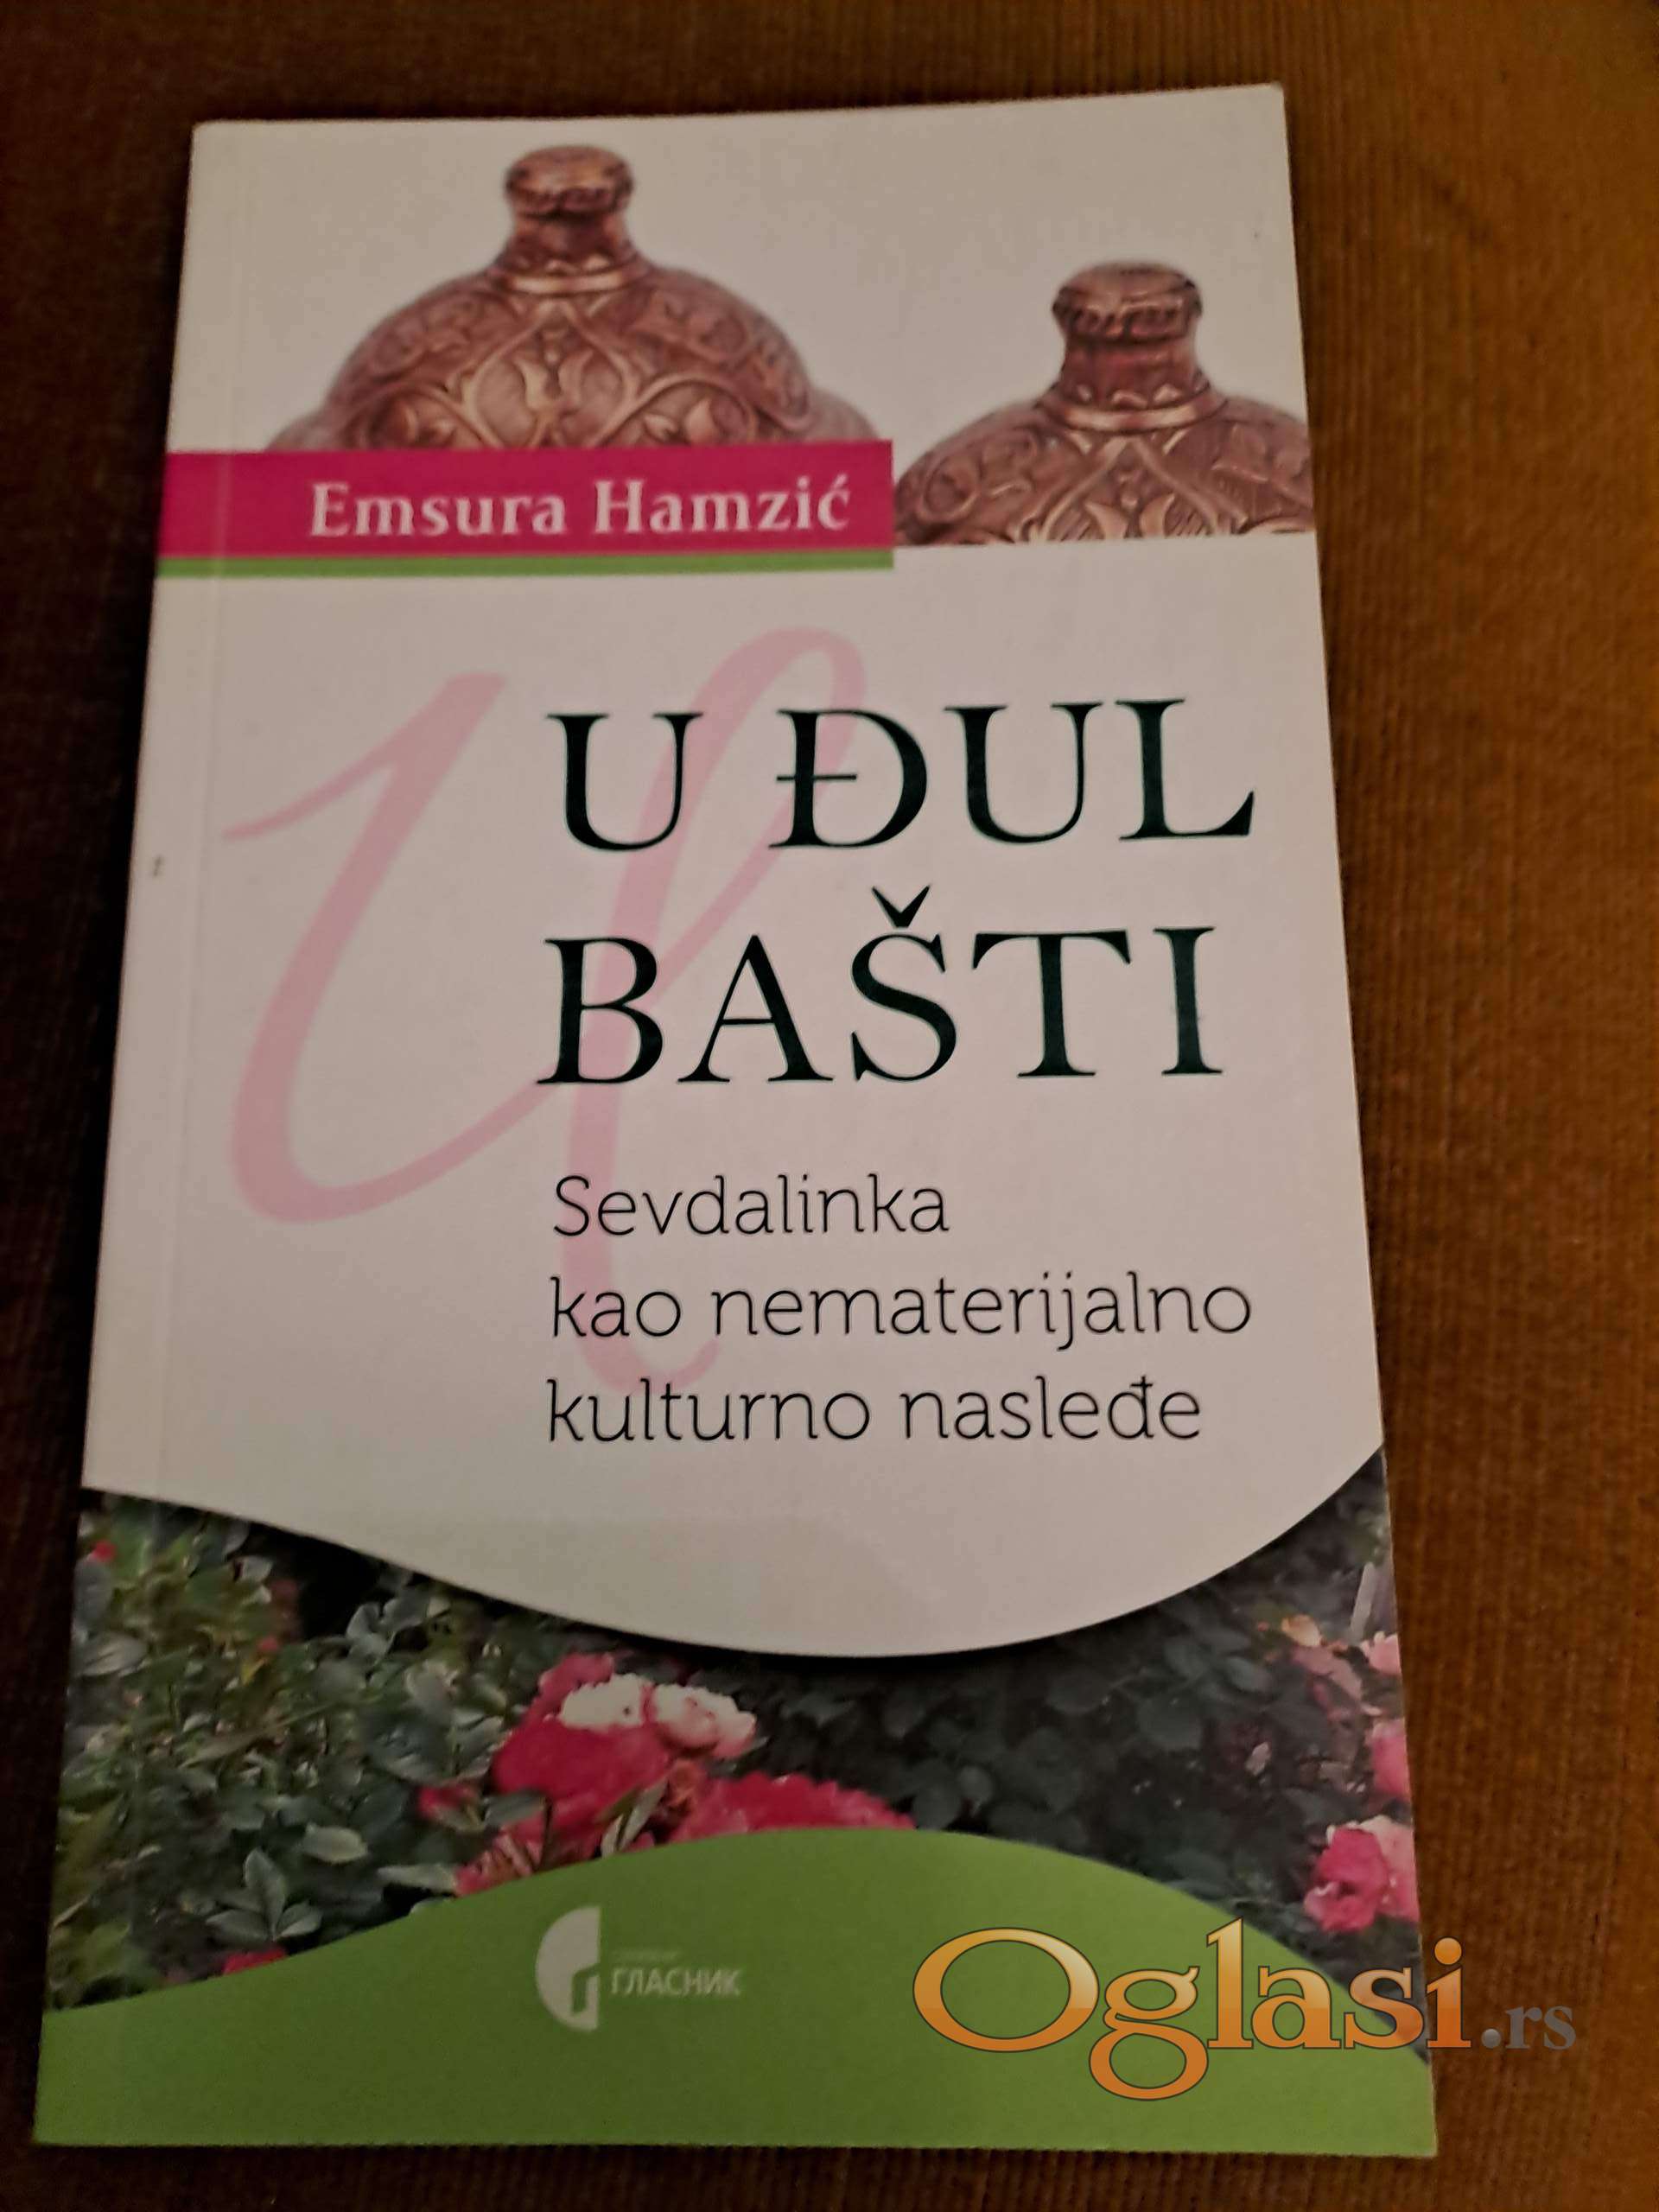 Emsura Hamzić
U ĐUL
BAŠTI
Sevdalinka
kao nematerijalno
kulturno nasleđe
ГЛАСНИК
Oglasi.rs